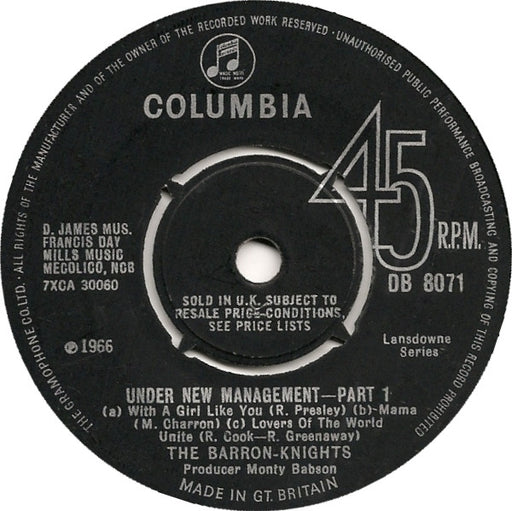 ALL RIGHTS OF THE MANUFACTURER AND OF THE OWNER OF THE RECORDED WORK RESERVED · UNAUTHORISED PUBLIC PERFORMANCE BROADCASTING AND COPYING OF THIS RECORD PROHIBITED
THE GRAMOPHONE CO. LTD.
MAGIC NOTES
TRADE MARK
COLUMBIA
45
R.P.M.
D. JAMES MUS.
FRANCIS DAY
MILLS MUSIC
MECOLICO, NCB
7XCA 30060
DB 8071
SOLD IN U.K. SUBJECT TO
RESALE PRICE-CONDITIONS,
SEE PRICE LISTS
℗1966
Lansdowne
Series
UNDER NEW MANAGEMENT—PART 1
(a) With A Girl Like You (R. Presley) (b)-Mama
(M. Charron) (c) Lovers Of The World
Unite (R. Cook—R. Greenaway)
THE BARRON-KNIGHTS
Producer Monty Babson
MADE IN GT. BRITAIN